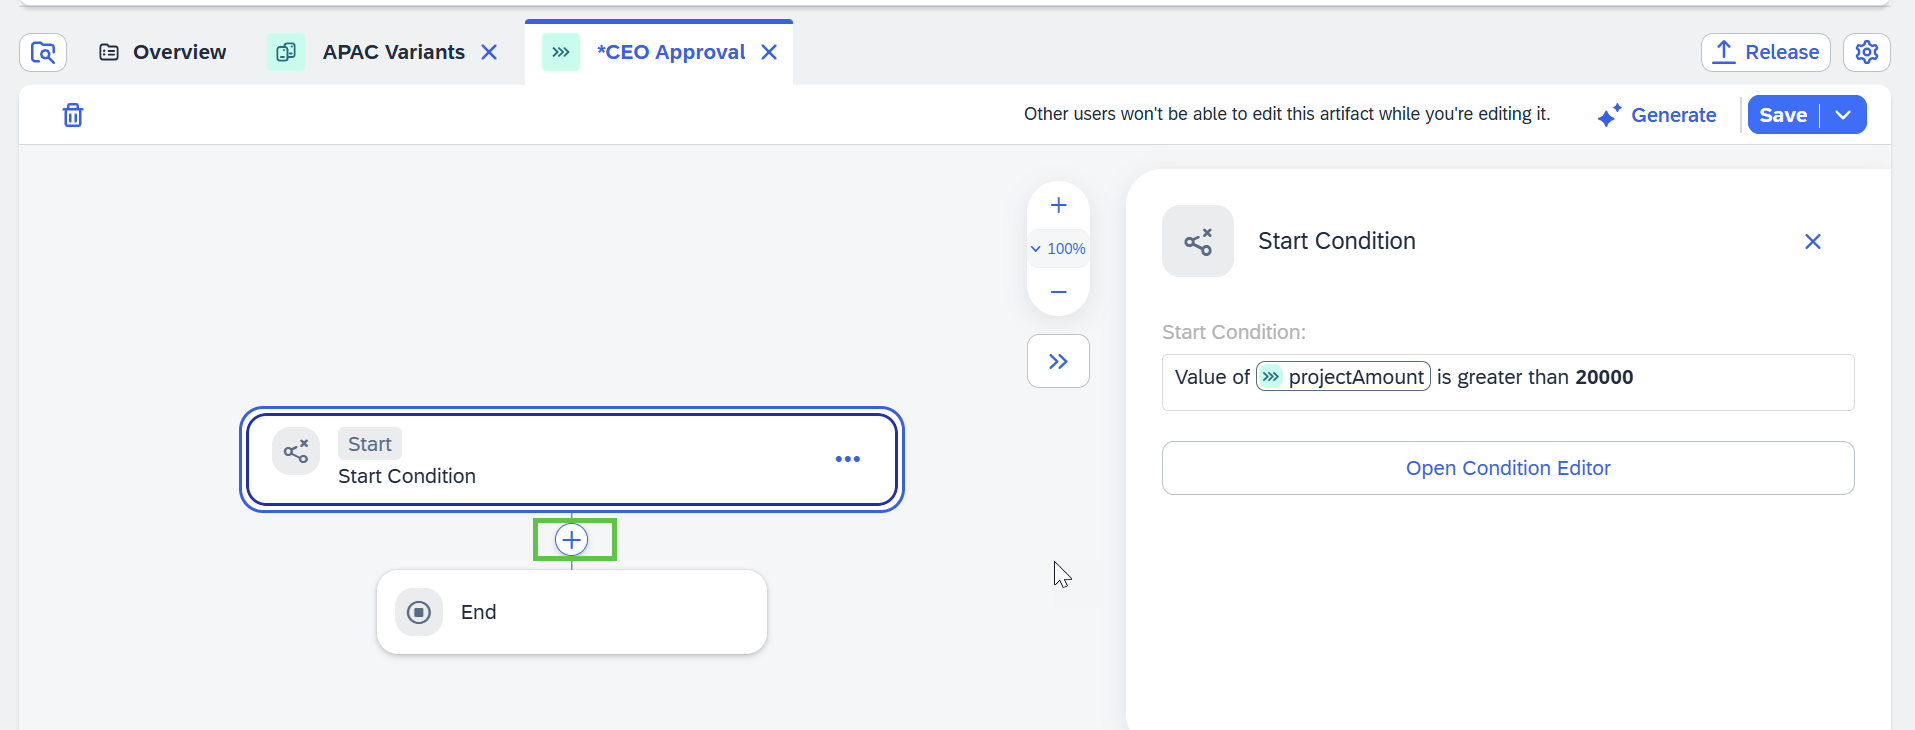 Overview
APAC Variants
*CEO Approval
Release
Other users won't be able to edit this artifact while you're editing it.
Generate
Save
100%
Start Condition
Start Condition:
Value of projectAmount is greater than 20000
Open Condition Editor
Start
Start Condition
End